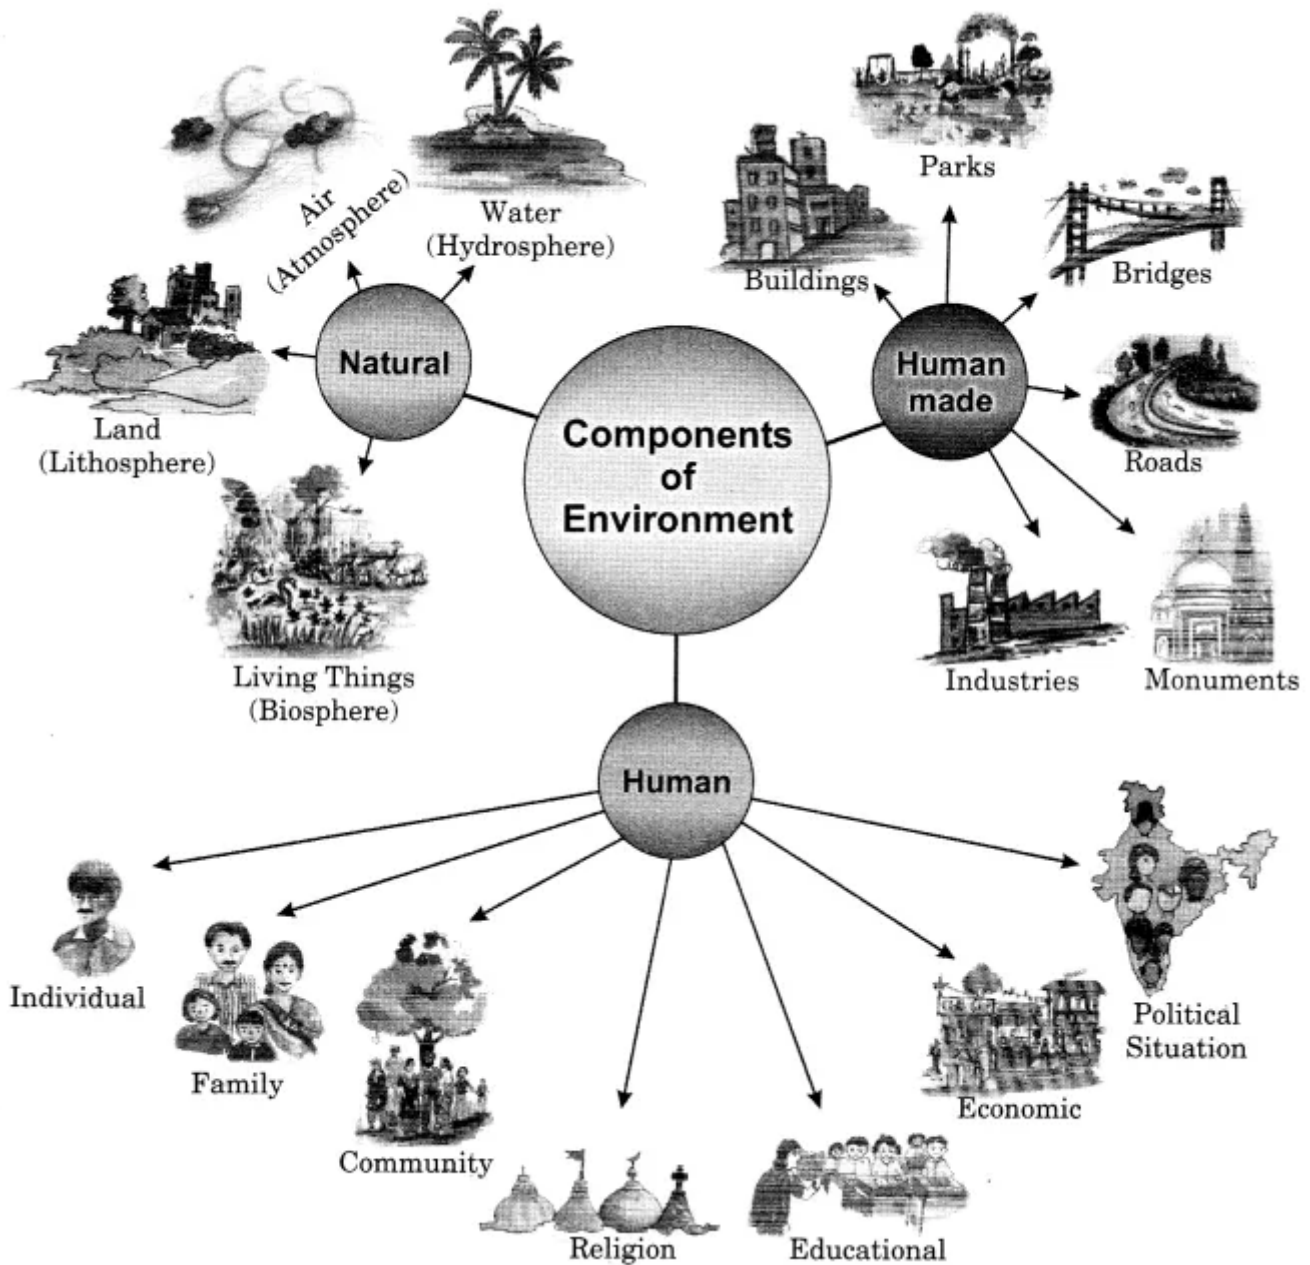 Air
(Atmosphere)
Water
(Hydrosphere)
Land
(Lithosphere)
Natural
Living Things
(Biosphere)
Components
of
Environment
Parks
Buildings
Bridges
Human
made
Roads
Industries
Monuments
Human
Individual
Family
Community
Religion
Educational
Economic
Political
Situation